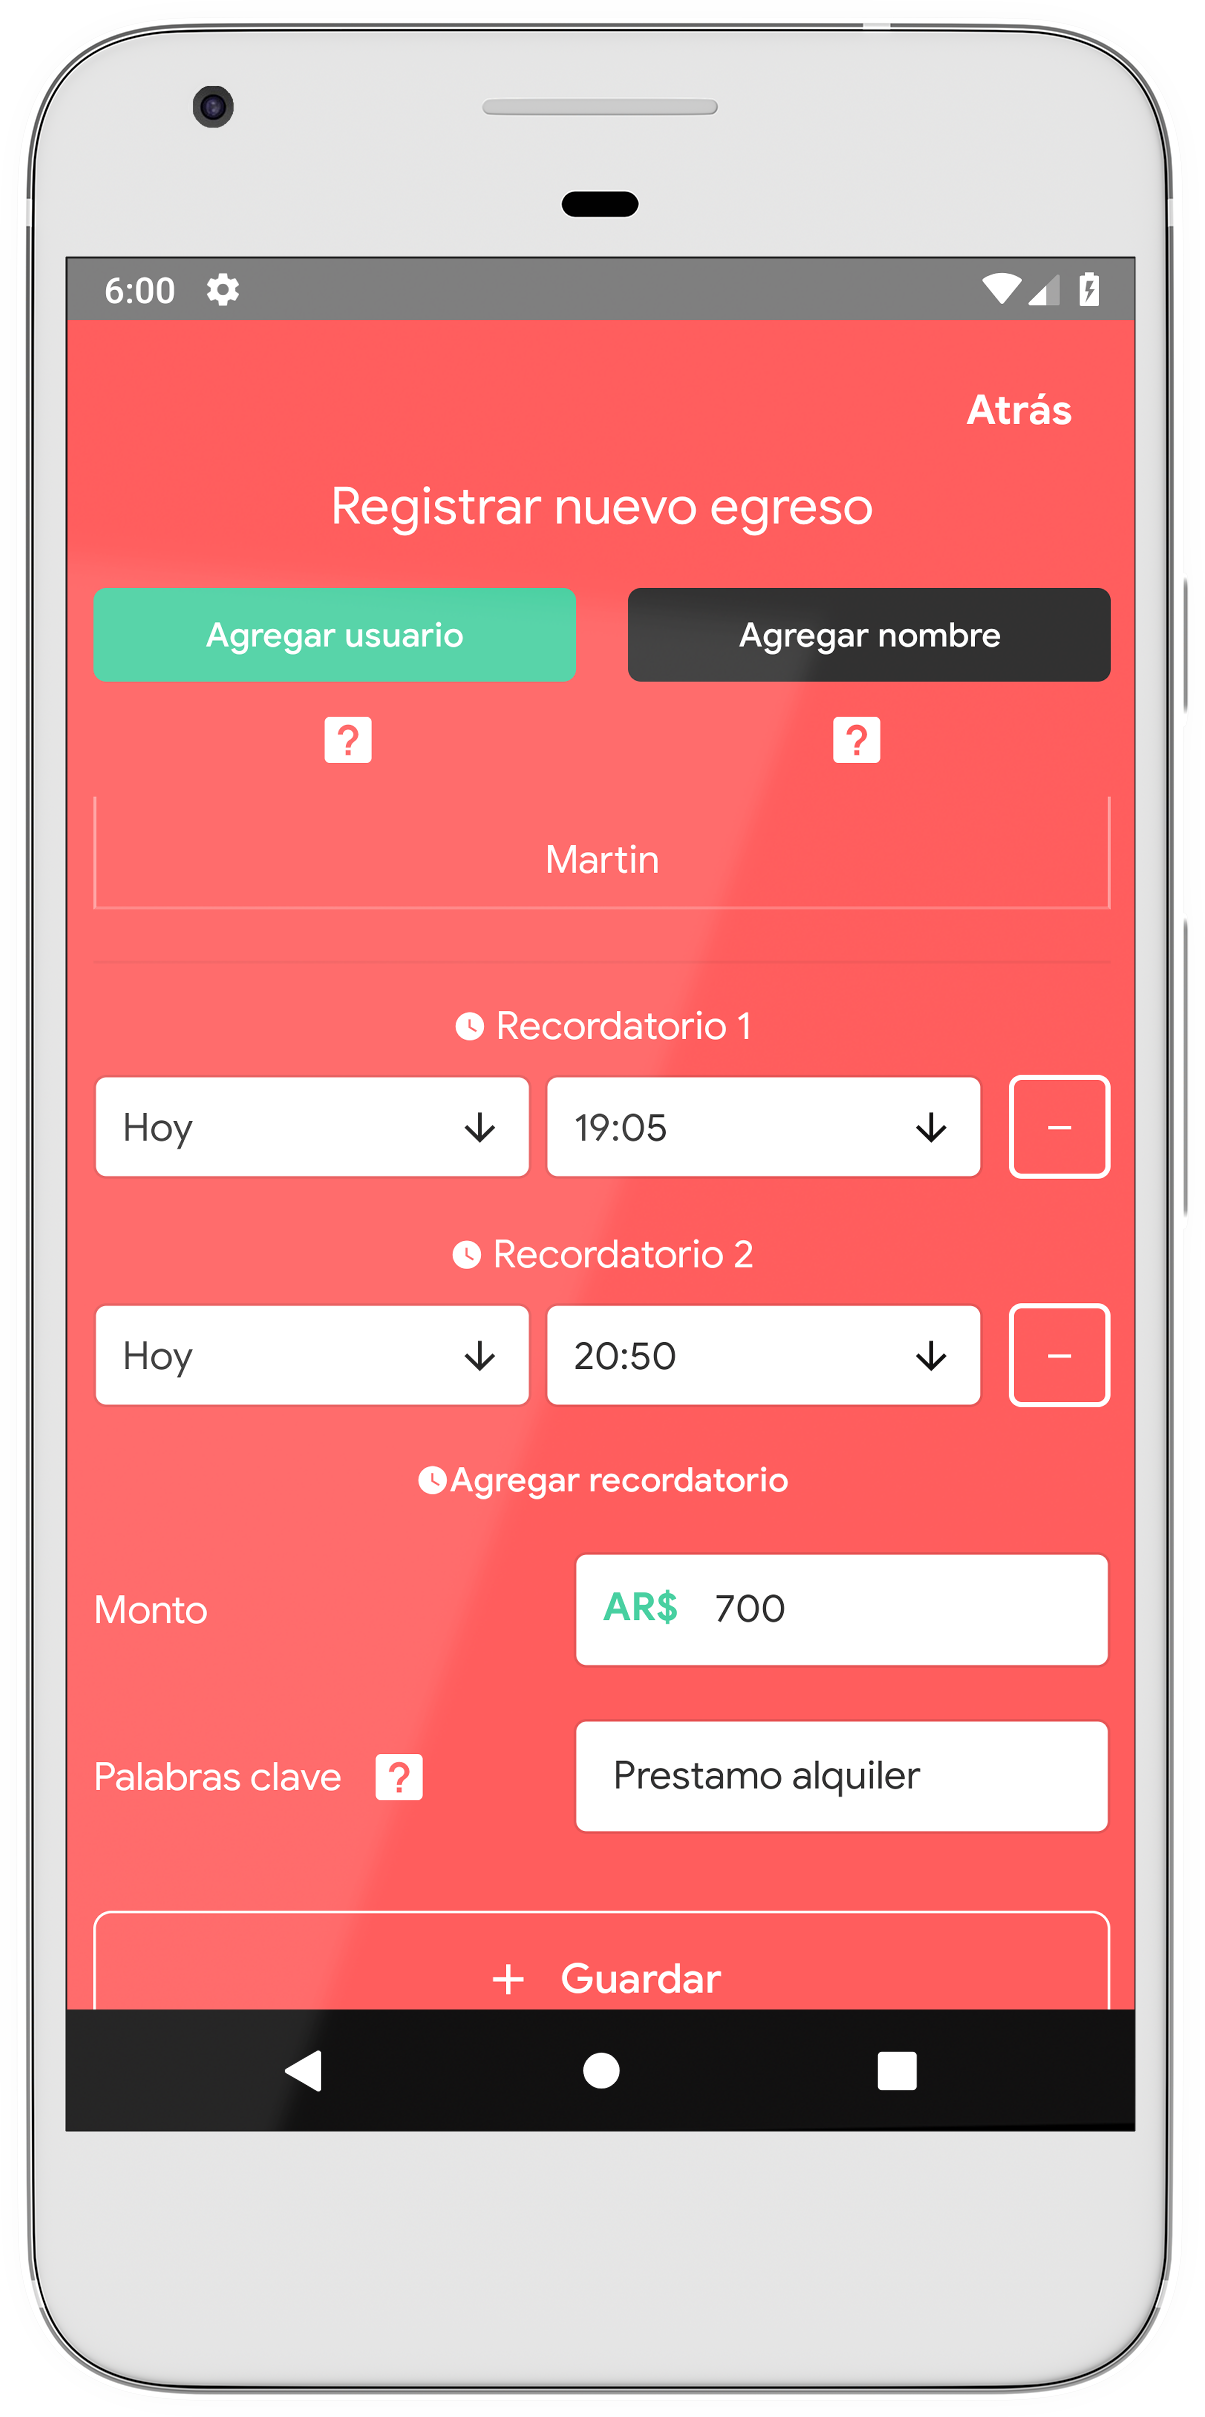 6:00
Atrás
Registrar nuevo egreso
Agregar usuario
Agregar nombre
?
?
Martin
Recordatorio 1
Hoy
19:05
Recordatorio 2
Hoy
20:50
Agregar recordatorio
Monto
AR$ 700
Palabras clave ?
Prestamo alquiler
+ Guardar